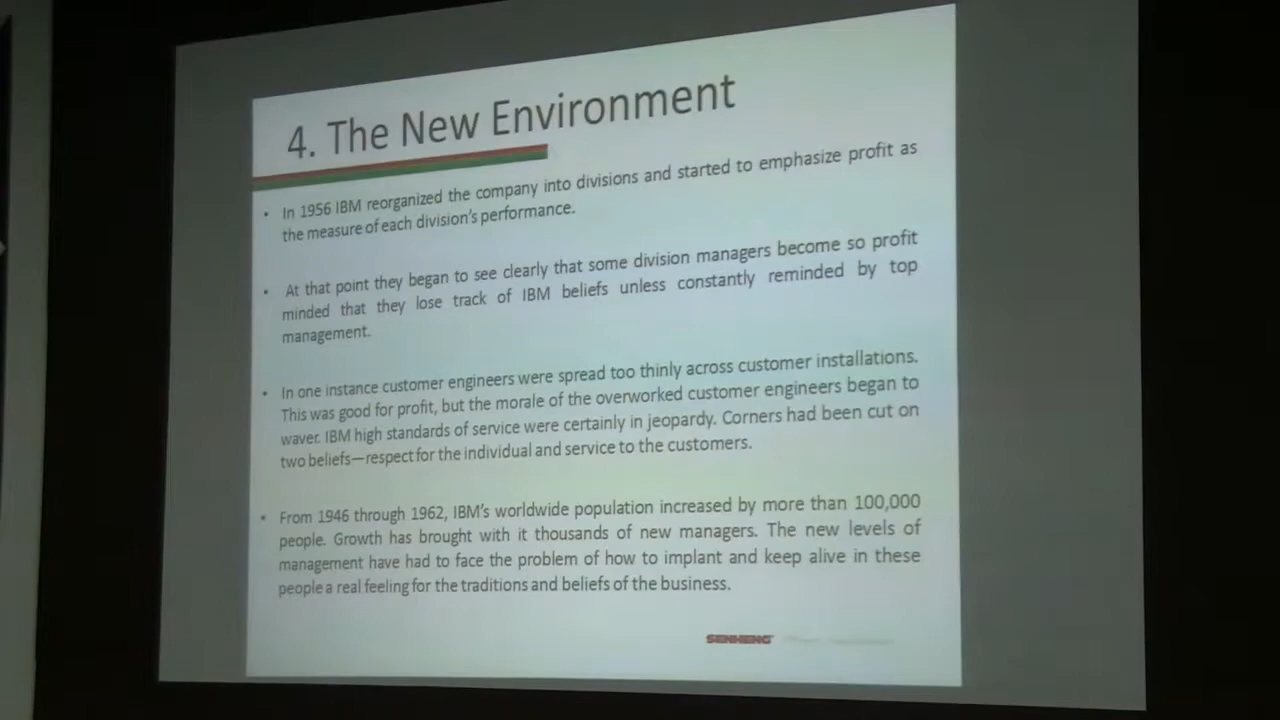 4. The New Environment
• In 1956 IBM reorganized the company into divisions and started to emphasize profit as
the measure of each division's performance.
• At that point they began to see clearly that some division managers become so profit
minded that they lose track of IBM beliefs unless constantly reminded by top
management.
• In one instance customer engineers were spread too thinly across customer installations.
This was good for profit, but the morale of the overworked customer engineers began to
waver. IBM high standards of service were certainly in jeopardy. Corners had been cut on
two beliefs—respect for the individual and service to the customers.
• From 1946 through 1962, IBM's worldwide population increased by more than 100,000
people. Growth has brought with it thousands of new managers. The new levels of
management have had to face the problem of how to implant and keep alive in these
people a real feeling for the traditions and beliefs of the business.
SENHENG